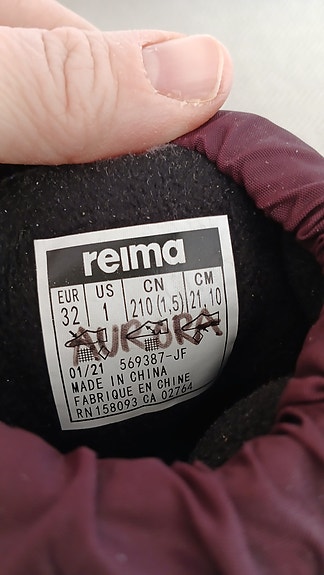 reima
EUR US CN CM
32 1 210(1,5) 21,10
AURORA
01/21 569387-JF
MADE IN CHINA
FABRIQUE EN CHINE
RN 158093 CA 02764